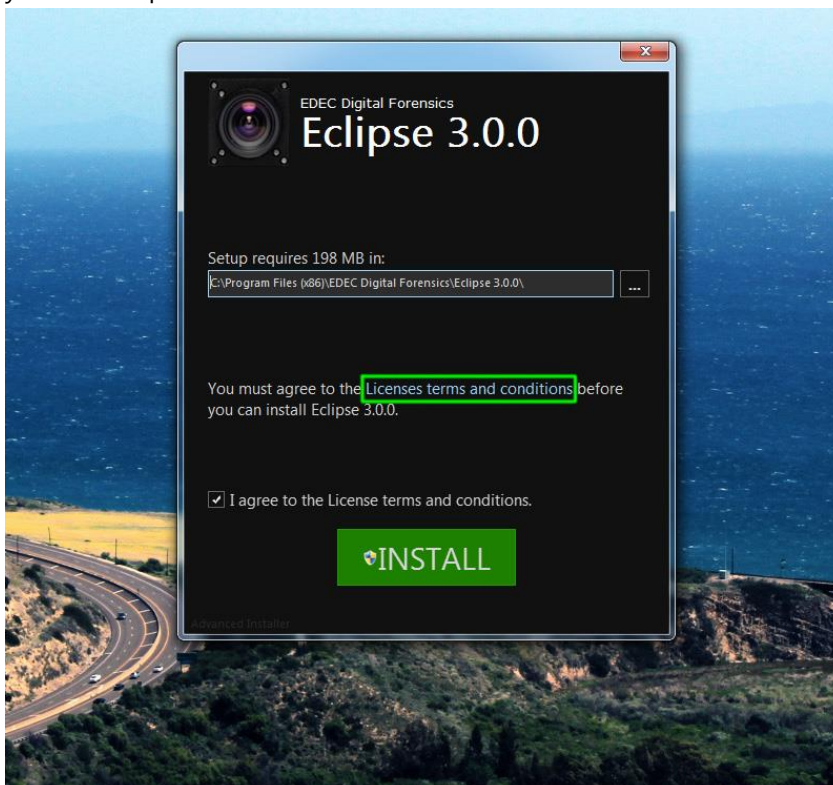 EDEC Digital Forensics
Eclipse 3.0.0
Setup requires 198 MB in:
C:\Program Files (x86)\EDEC Digital Forensics\Eclipse 3.0.0\
...
You must agree to the Licenses terms and conditions before
you can install Eclipse 3.0.0.
I agree to the License terms and conditions.
INSTALL
Advanced Installer